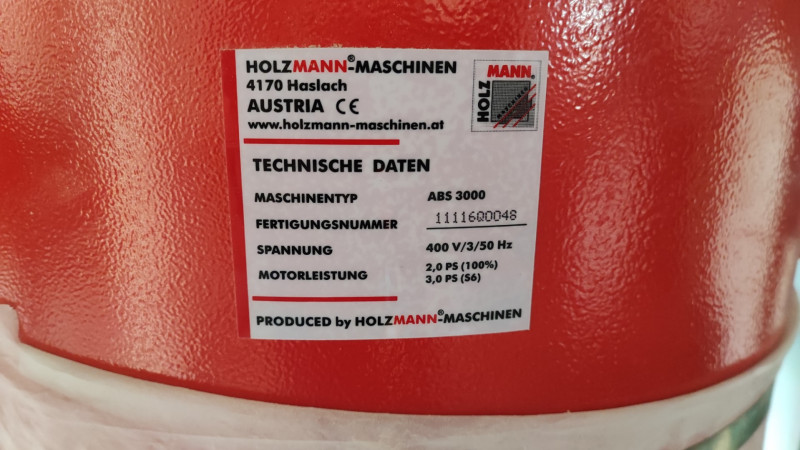 HOLZMANN®-MASCHINEN
4170 Haslach
AUSTRIA CE
www.holzmann-maschinen.at
HOLZ MANN®
TECHNISCHE DATEN
MASCHINENTYP ABS 3000
FERTIGUNGSNUMMER 11116Q0048
SPANNUNG 400 V/3/50 Hz
MOTORLEISTUNG 2,0 PS (100%)
3,0 PS (S6)
PRODUCED by HOLZMANN®-MASCHINEN